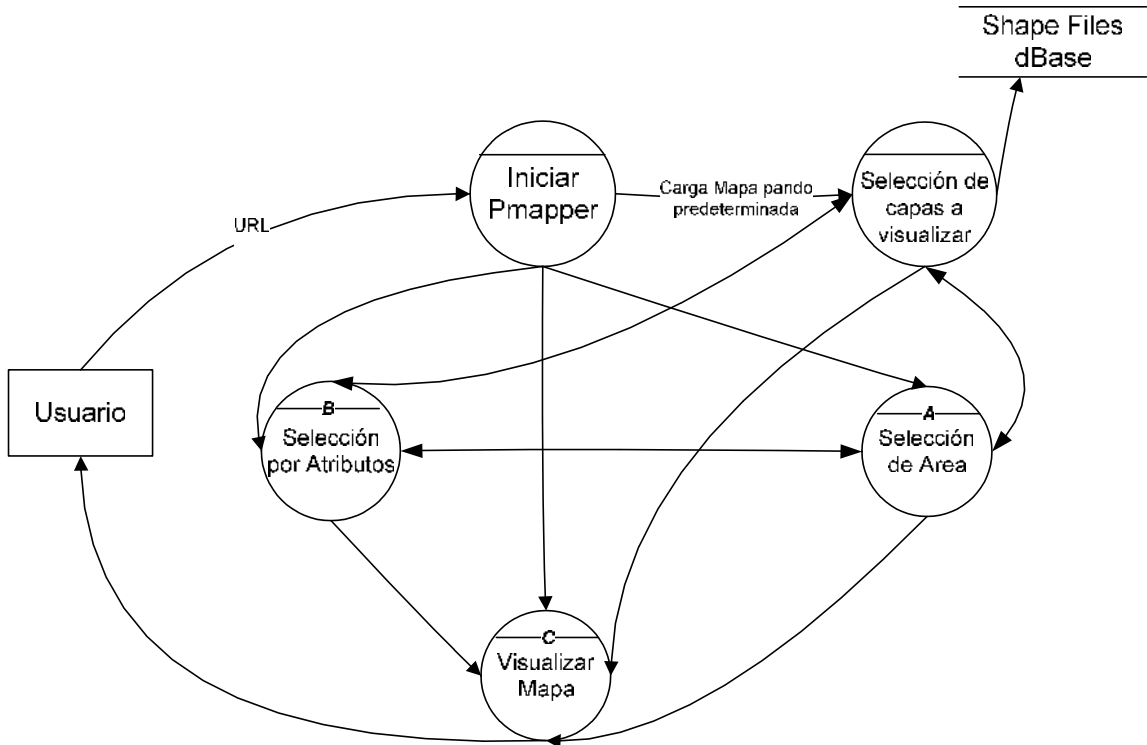 Shape Files
dBase
Iniciar
Pmapper
Carga Mapa pando
predeterminada
Selección de
capas a
visualizar
URL
Usuario
B
Selección
por Atributos
A
Selección
de Area
C
Visualizar
Mapa